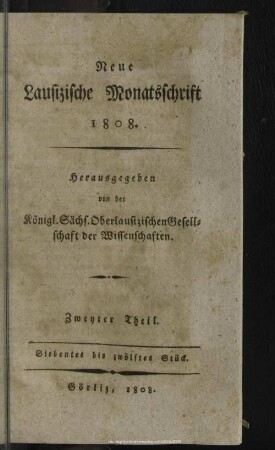 Neue
Lausizische Monatsschrift
1808.
Herausgegeben
von der
Königl. Sächs. Oberlausizischen Gesell-
schaft der Wissenschaften.
Zweyter Theil.
Siebentes bis zwölftes Stück.
Görliz, 1808.